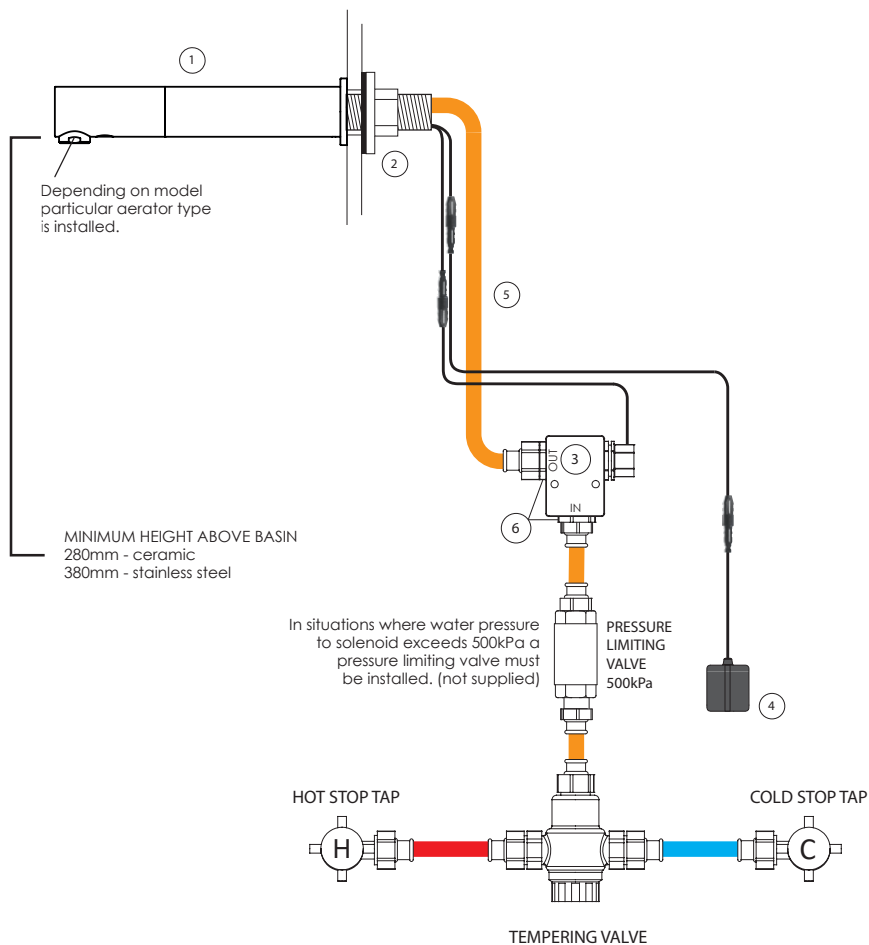 1
2
Depending on model
particular aerator type
is installed.
5
OUT
3
IN
6
MINIMUM HEIGHT ABOVE BASIN
280mm - ceramic
380mm - stainless steel
In situations where water pressure
to solenoid exceeds 500kPa a
pressure limiting valve must
be installed. (not supplied)
PRESSURE
LIMITING
VALVE
500kPa
4
HOT STOP TAP
COLD STOP TAP
H
C
TEMPERING VALVE